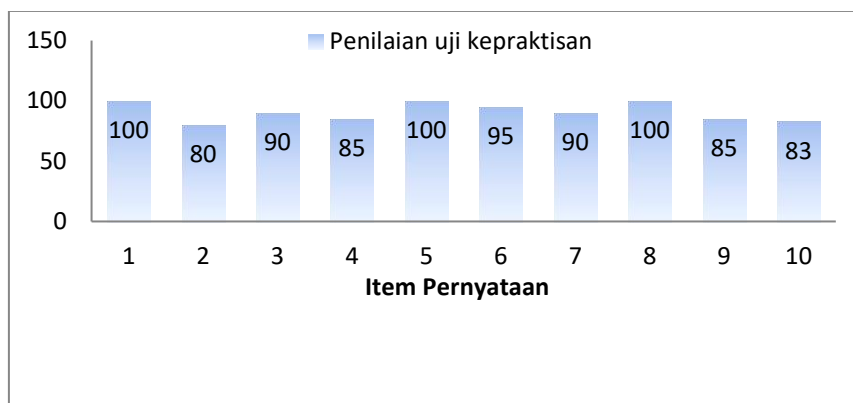 Penilaian uji kepraktisan
150
100
50
0
100 80 90 85 100 95 90 100 85 83
1 2 3 4 5 6 7 8 9 10
Item Pernyataan